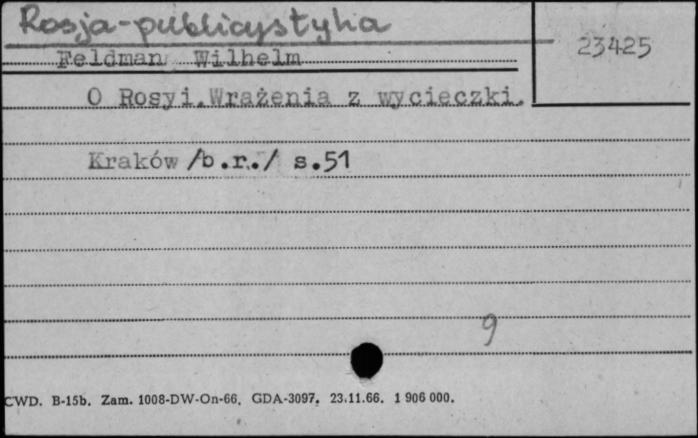 Rosja-publicystyka
23425
Feldman Wilhelm
O Rosyi.Wrażenia z wycieczki.
Kraków /b.r./ s.51
9
CWD. B-15b. Zam. 1008-DW-On-66. GDA-3097. 23.11.66. 1 906 000.